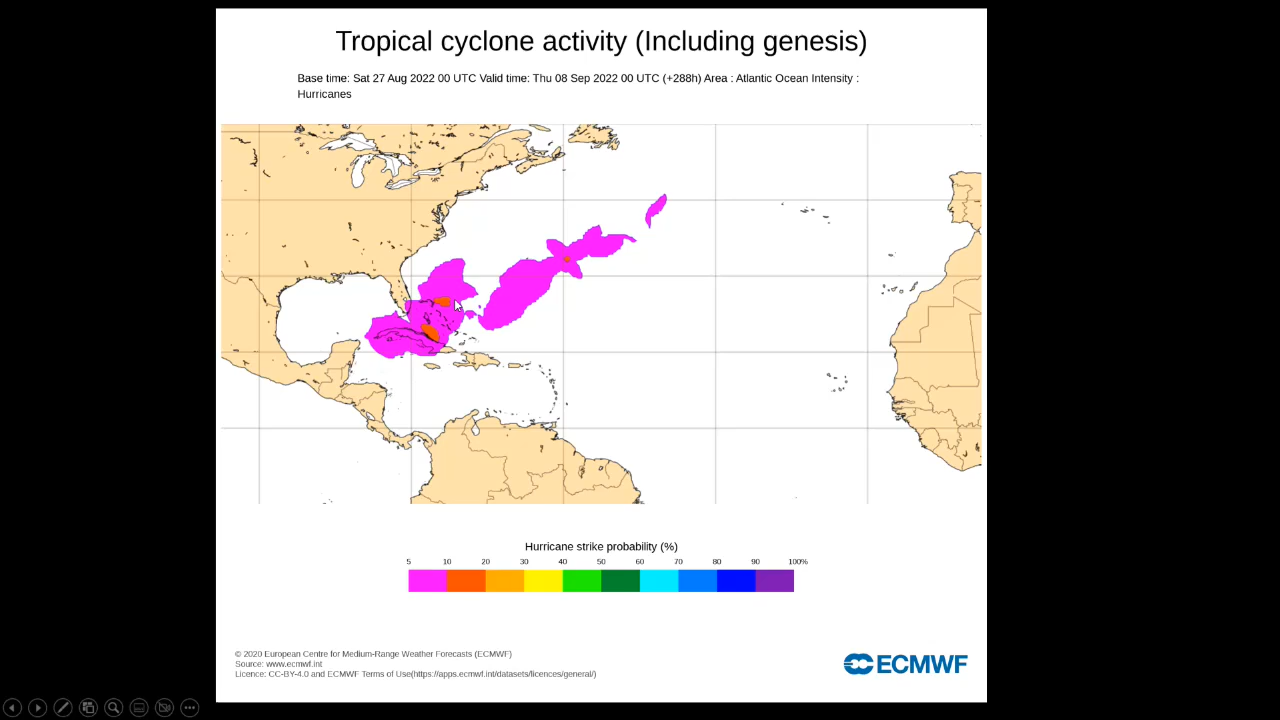 Tropical cyclone activity (Including genesis)
Base time: Sat 27 Aug 2022 00 UTC Valid time: Thu 08 Sep 2022 00 UTC (+288h) Area : Atlantic Ocean Intensity :
Hurricanes
Hurricane strike probability (%)
5 10 20 30 40 50 60 70 80 90 100%
© 2020 European Centre for Medium-Range Weather Forecasts (ECMWF)
Source: www.ecmwf.int
Licence: CC-BY-4.0 and ECMWF Terms of Use(https://apps.ecmwf.int/datasets/licences/general/)
ECMWF